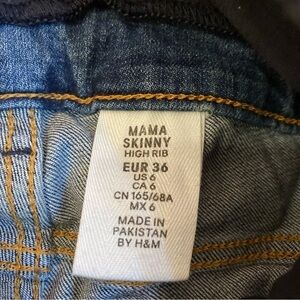 MAMA
SKINNY
HIGH RIB
EUR 36
US 6
CA 6
CN 165/68A
MX 6
MADE IN
PAKISTAN
BY H&M